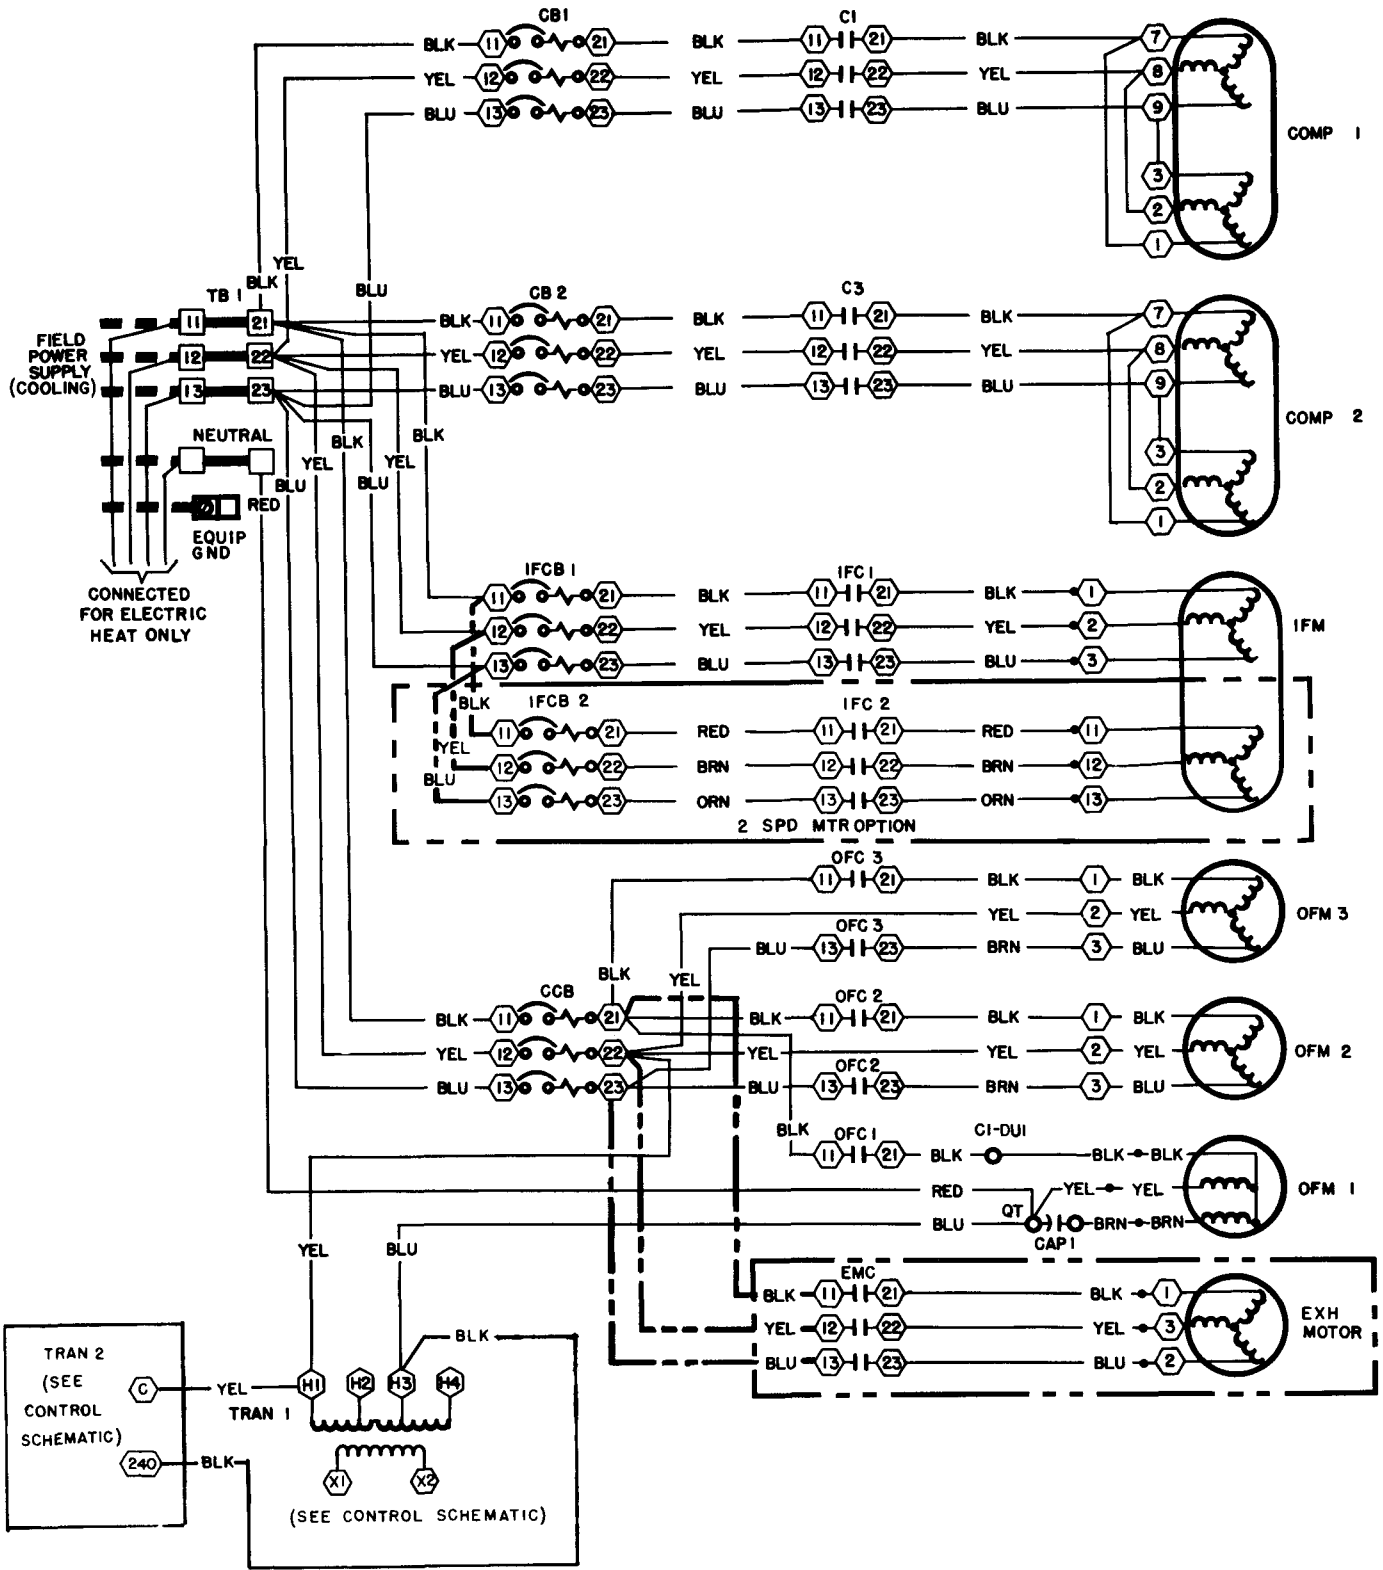 CB1 C1
BLK 11 21 BLK 11 21 BLK 7
YEL 12 22 YEL 12 22 YEL 8
BLU 13 23 BLU 13 23 BLU 9
COMP 1
3
2
1
YEL
BLK
BLU
TB 1
11 21
12 22
13 23
FIELD
POWER
SUPPLY
(COOLING)
NEUTRAL
RED
EQUIP
GND
CONNECTED
FOR ELECTRIC
HEAT ONLY
CB 2 C3
BLK 11 21 BLK 11 21 BLK 7
YEL 12 22 YEL 12 22 YEL 8
BLU 13 23 BLU 13 23 BLU 9
COMP 2
3
2
1
BLK
BLK
YEL
YEL
BLU
BLU
IFCB 1 IFC 1
11 21 BLK 11 21 BLK 1
12 22 YEL 12 22 YEL 2
13 23 BLU 13 23 BLU 3
IFM
BLK
YEL
BLU
IFCB 2 IFC 2
11 21 RED 11 21 RED 11
12 22 BRN 12 22 BRN 12
13 23 ORN 13 23 ORN 13
2 SPD MTR OPTION
OFC 3
11 21 BLK 1 BLK
YEL 2 YEL
OFM 3
OFC 3
BLU 13 23 BRN 3 BLU
BLK
YEL
CCB
BLK 11 21
YEL 12 22
BLU 13 23
OFC 2
BLK 11 21 BLK 1 BLK
YEL YEL 2 YEL
OFM 2
OFC 2
BLU 13 23 BRN 3 BLU
BLK
OFC 1 C1-DU1
11 21 BLK BLK BLK
RED YEL YEL
OFM 1
BLU QT BRN BRN
CAP 1
YEL
BLU
EMC
BLK 11 21 BLK 1
YEL 12 22 YEL 3
BLU 13 23 BLU 2
EXH
MOTOR
BLK
TRAN 2
(SEE
CONTROL
SCHEMATIC)
C YEL
240 BLK
H1 H2 H3 H4
TRAN 1
X1 X2
(SEE CONTROL SCHEMATIC)